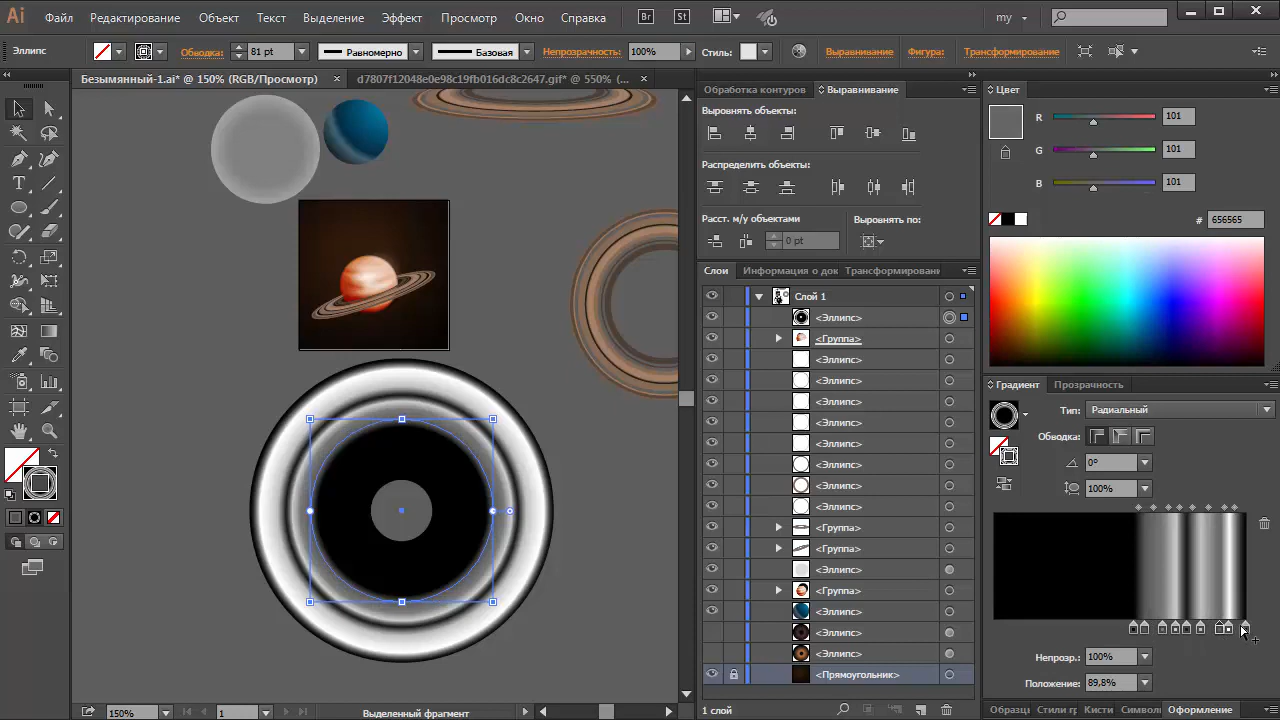 Ai Файл Редактирование Объект Текст Выделение Эффект Просмотр Окно Справка Br St my
Эллипс Обводка: 81 pt Равномерно Базовая Непрозрачность: 100% Стиль: Выравнивание Фигура: Трансформирование
Безымянный-1.ai* @ 150% (RGB/Просмотр) d7807f12048e0e98c19fb016dc8c2647.gif* @ 550% (...
Обработка контуров Выравнивание
Выровнять объекты:
Распределить объекты:
Расст. м/у объектами Выровнять по:
0 pt
Цвет
R 101
G 101
B 101
# 656565
Слои Информация о док Трансформировани
Слой 1
<Эллипс>
<Группа>
<Эллипс>
<Эллипс>
<Эллипс>
<Эллипс>
<Эллипс>
<Эллипс>
<Эллипс>
<Эллипс>
<Группа>
<Группа>
<Эллипс>
<Группа>
<Эллипс>
<Эллипс>
<Эллипс>
<Прямоугольник>
1 слой
Градиент Прозрачность
Тип: Радиальный
Обводка:
0°
100%
Непрозр.: 100%
Положение: 89,8%
Образц Стили гр Кисти Символы Оформление
150% 1 Выделенный фрагмент